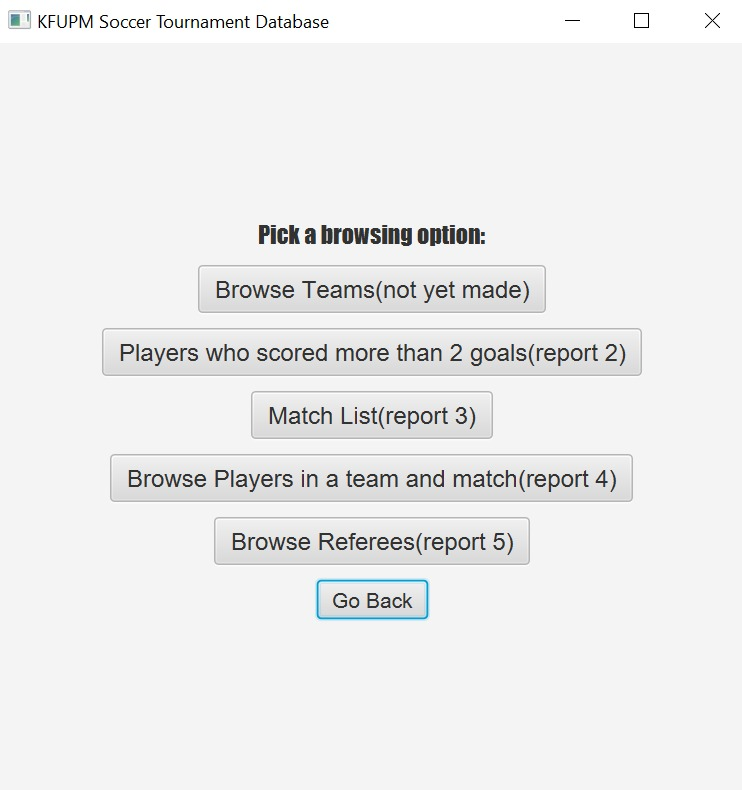 KFUPM Soccer Tournament Database
Pick a browsing option:
Browse Teams(not yet made)
Players who scored more than 2 goals(report 2)
Match List(report 3)
Browse Players in a team and match(report 4)
Browse Referees(report 5)
Go Back